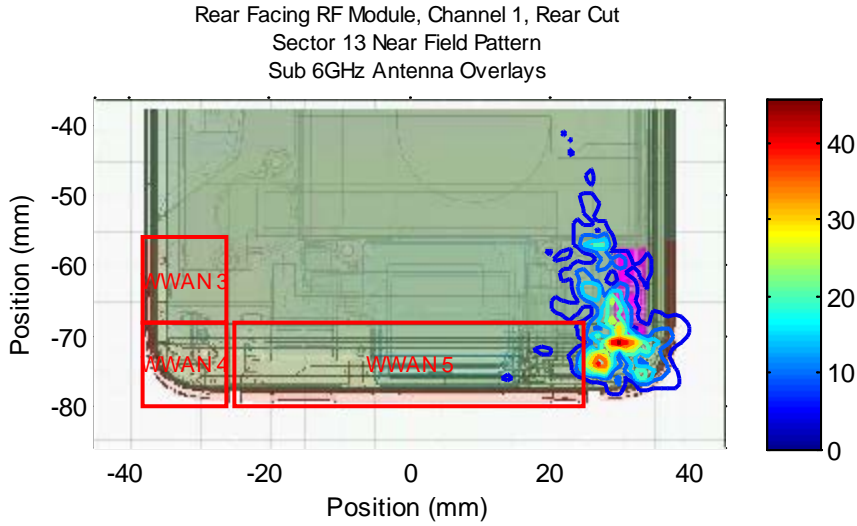 Rear Facing RF Module, Channel 1, Rear Cut
Sector 13 Near Field Pattern
Sub 6GHz Antenna Overlays
-40
-50
-60
-70
-80
Position (mm)
WWAN 3
WWAN 4
WWAN 5
-40
-20
0
20
40
Position (mm)
40
30
20
10
0